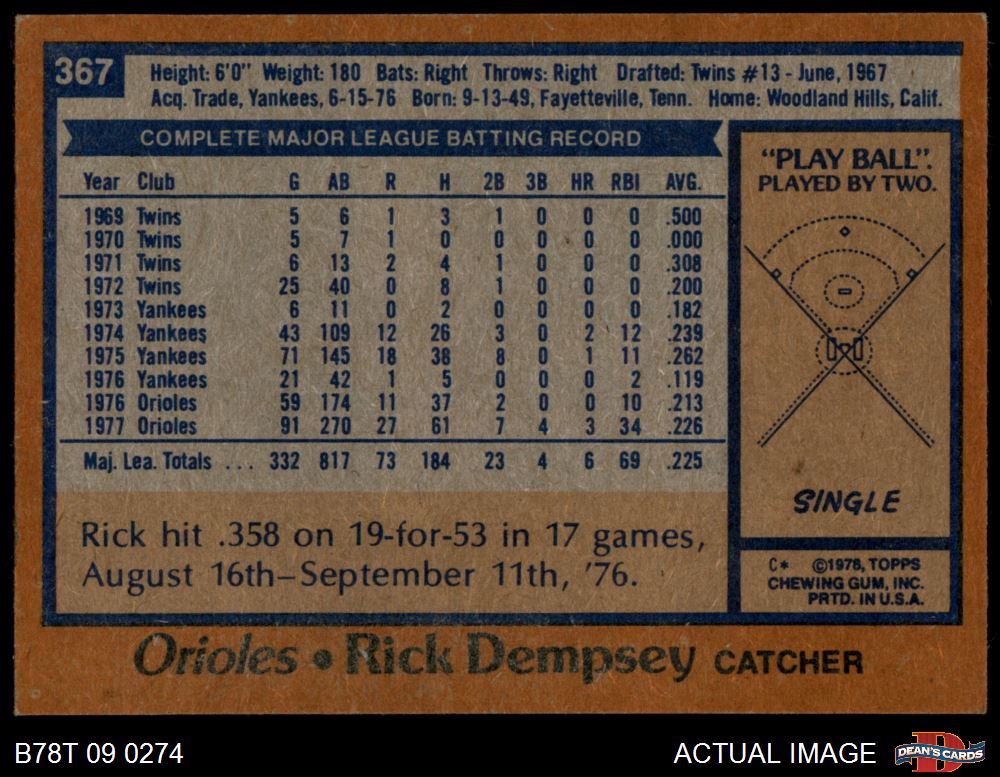 367
Height: 6'0" Weight: 180 Bats: Right Throws: Right Drafted: Twins #13 - June, 1967
Acq. Trade, Yankees, 6-15-76 Born: 9-13-49, Fayetteville, Tenn. Home: Woodland Hills, Calif.
COMPLETE MAJOR LEAGUE BATTING RECORD
Year Club G AB R H 2B 3B HR RBI AVG.
1969 Twins 5 6 1 3 1 0 0 0 .500
1970 Twins 5 7 1 0 0 0 0 0 .000
1971 Twins 6 13 2 4 1 0 0 0 .308
1972 Twins 25 40 0 8 1 0 0 0 .200
1973 Yankees 6 11 0 2 0 0 0 0 .182
1974 Yankees 43 109 12 26 3 0 2 12 .239
1975 Yankees 71 145 18 38 8 0 1 11 .262
1976 Yankees 21 42 1 5 0 0 0 2 .119
1976 Orioles 59 174 11 37 2 0 0 10 .213
1977 Orioles 91 270 27 61 7 4 3 34 .226
Maj. Lea. Totals ... 332 817 73 184 23 4 6 69 .225
Rick hit .358 on 19-for-53 in 17 games,
August 16th–September 11th, '76.
"PLAY BALL".
PLAYED BY TWO.
SINGLE
C* ©1978, TOPPS
CHEWING GUM, INC.
PRTD. IN U.S.A.
Orioles • Rick Dempsey CATCHER
B78T 09 0274
ACTUAL IMAGE
D
DEAN'S CARDS